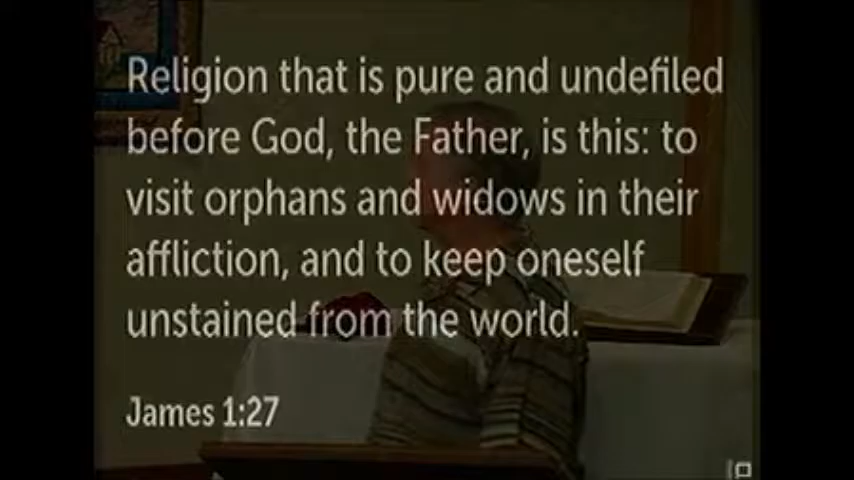 Religion that is pure and undefiled
before God, the Father, is this: to
visit orphans and widows in their
affliction, and to keep oneself
unstained from the world.
James 1:27